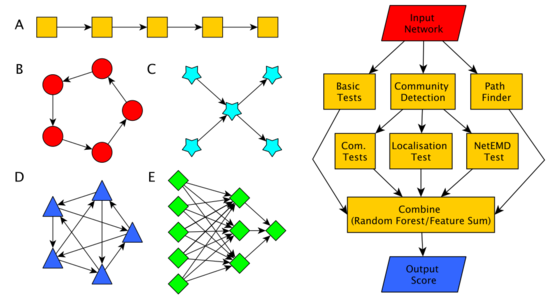 A
B
C
D
E
Input
Network
Basic
Tests
Community
Detection
Path
Finder
Com.
Tests
Localisation
Test
NetEMD
Test
Combine
(Random Forest/Feature Sum)
Output
Score